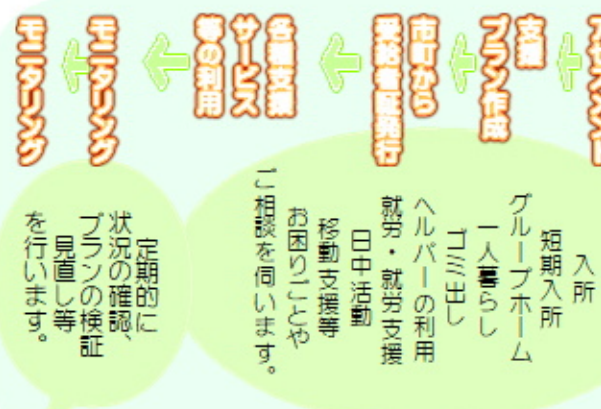 アセスメント
支援
プラン作成
市町から
受給者証発行
各種支援
サービス
等の利用
モニタリング
モニタリング
入所
短期入所
グループホーム
一人暮らし
ゴミ出し
ヘルパーの利用
就労・就労支援
日中活動
移動支援等
お困りごとや
ご相談を伺います。
定期的に
状況の確認、
プランの検証
見直し等
を行います。